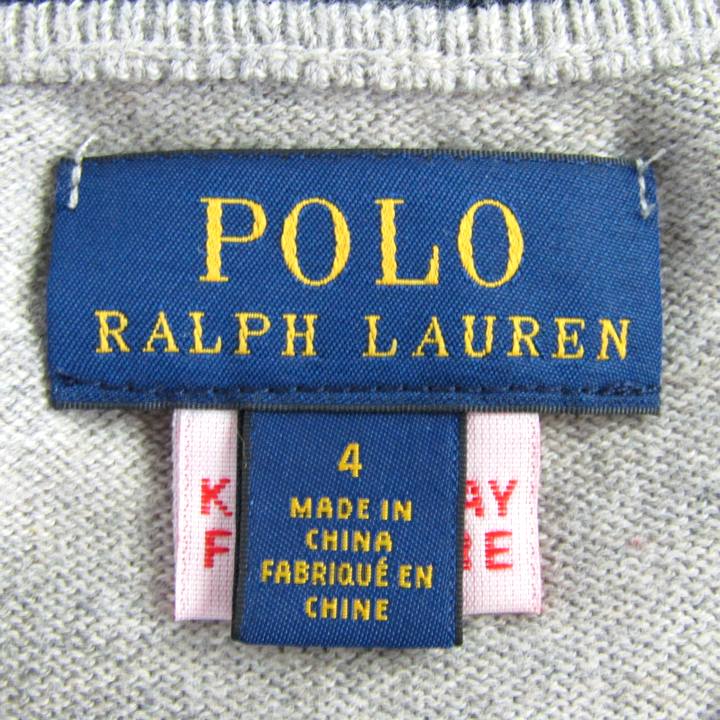 POLO
RALPH LAUREN
4
MADE IN
CHINA
FABRIQUÉ EN
CHINE